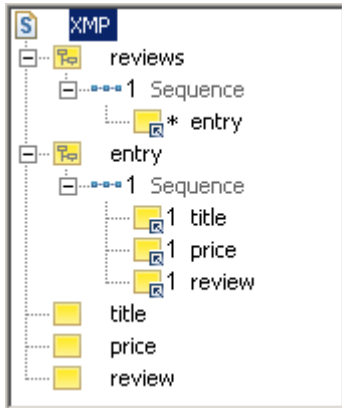 S XMP
reviews
1 Sequence
* entry
entry
1 Sequence
1 title
1 price
1 review
title
price
review